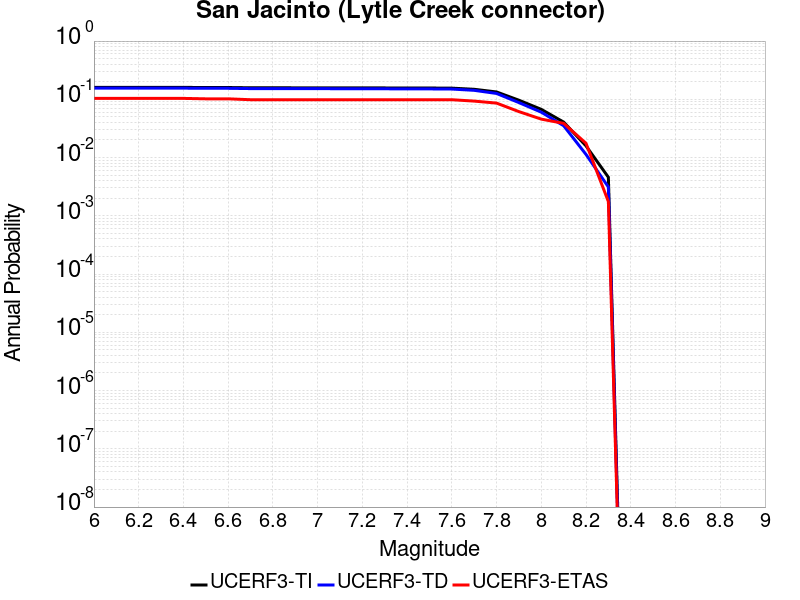 San Jacinto (Lytle Creek connector)
10^0
10^-1
10^-2
10^-3
10^-4
10^-5
10^-6
10^-7
10^-8
Annual Probability
6 6.2 6.4 6.6 6.8 7 7.2 7.4 7.6 7.8 8 8.2 8.4 8.6 8.8 9
Magnitude
UCERF3-TI UCERF3-TD UCERF3-ETAS